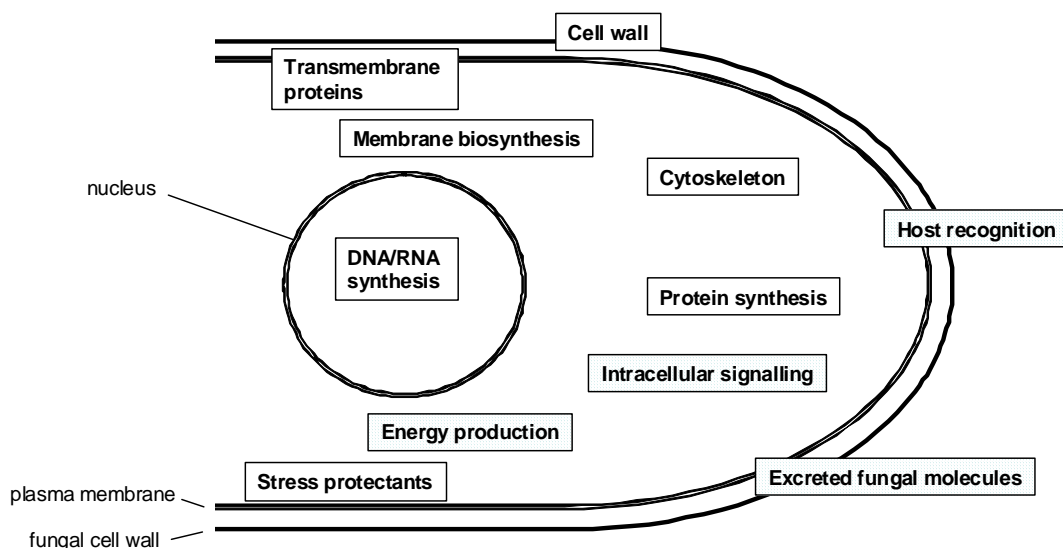 Cell wall
Transmembrane
proteins
Membrane biosynthesis
Cytoskeleton
nucleus
Host recognition
DNA/RNA
synthesis
Protein synthesis
Intracellular signalling
Energy production
Stress protectants
Excreted fungal molecules
plasma membrane
fungal cell wall